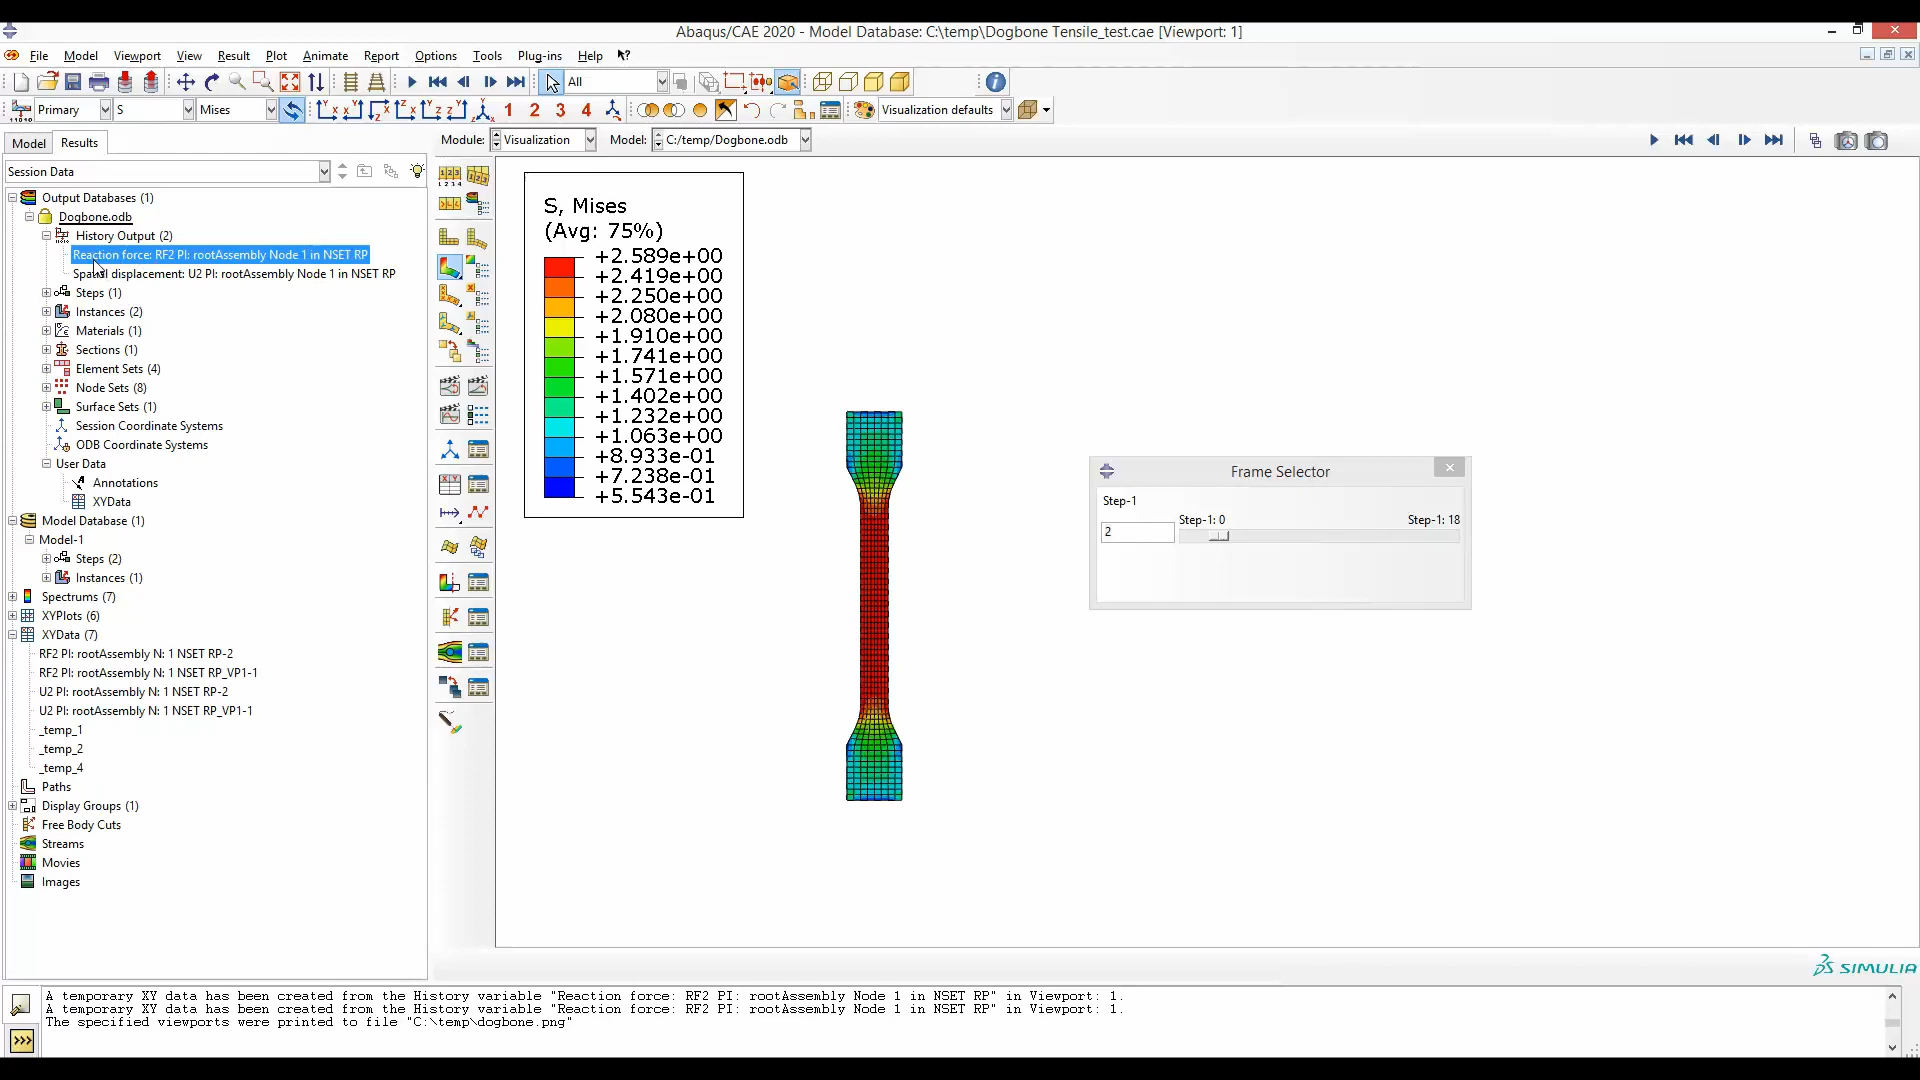 Abaqus/CAE 2020 - Model Database: C:\temp\Dogbone Tensile_test.cae [Viewport: 1]
File Model Viewport View Result Plot Animate Report Options Tools Plug-ins Help
All
Primary S Mises 1 2 3 4 Visualization defaults
Model Results
Module: Visualization Model: C:/temp/Dogbone.odb
Session Data
Output Databases (1)
Dogbone.odb
History Output (2)
Reaction force: RF2 PI: rootAssembly Node 1 in NSET RP
displacement: U2 PI: rootAssembly Node 1 in NSET RP
Steps (1)
Instances (2)
Materials (1)
Sections (1)
Element Sets (4)
Node Sets (8)
Surface Sets (1)
Session Coordinate Systems
ODB Coordinate Systems
User Data
Annotations
XYData
Model Database (1)
Model-1
Steps (2)
Instances (1)
Spectrums (7)
XYPlots (6)
XYData (7)
RF2 PI: rootAssembly N: 1 NSET RP-2
RF2 PI: rootAssembly N: 1 NSET RP_VP1-1
U2 PI: rootAssembly N: 1 NSET RP-2
U2 PI: rootAssembly N: 1 NSET RP_VP1-1
_temp_1
_temp_2
_temp_4
Paths
Display Groups (1)
Free Body Cuts
Streams
Movies
Images
S, Mises
(Avg: 75%)
+2.589e+00
+2.419e+00
+2.250e+00
+2.080e+00
+1.910e+00
+1.741e+00
+1.571e+00
+1.402e+00
+1.232e+00
+1.063e+00
+8.933e-01
+7.238e-01
+5.543e-01
Frame Selector
Step-1
Step-1: 0 Step-1: 18
2
SIMULIA
A temporary XY data has been created from the History variable "Reaction force: RF2 PI: rootAssembly Node 1 in NSET RP" in Viewport: 1.
A temporary XY data has been created from the History variable "Reaction force: RF2 PI: rootAssembly Node 1 in NSET RP" in Viewport: 1.
The specified viewports were printed to file "C:\temp\dogbone.png"
>>>